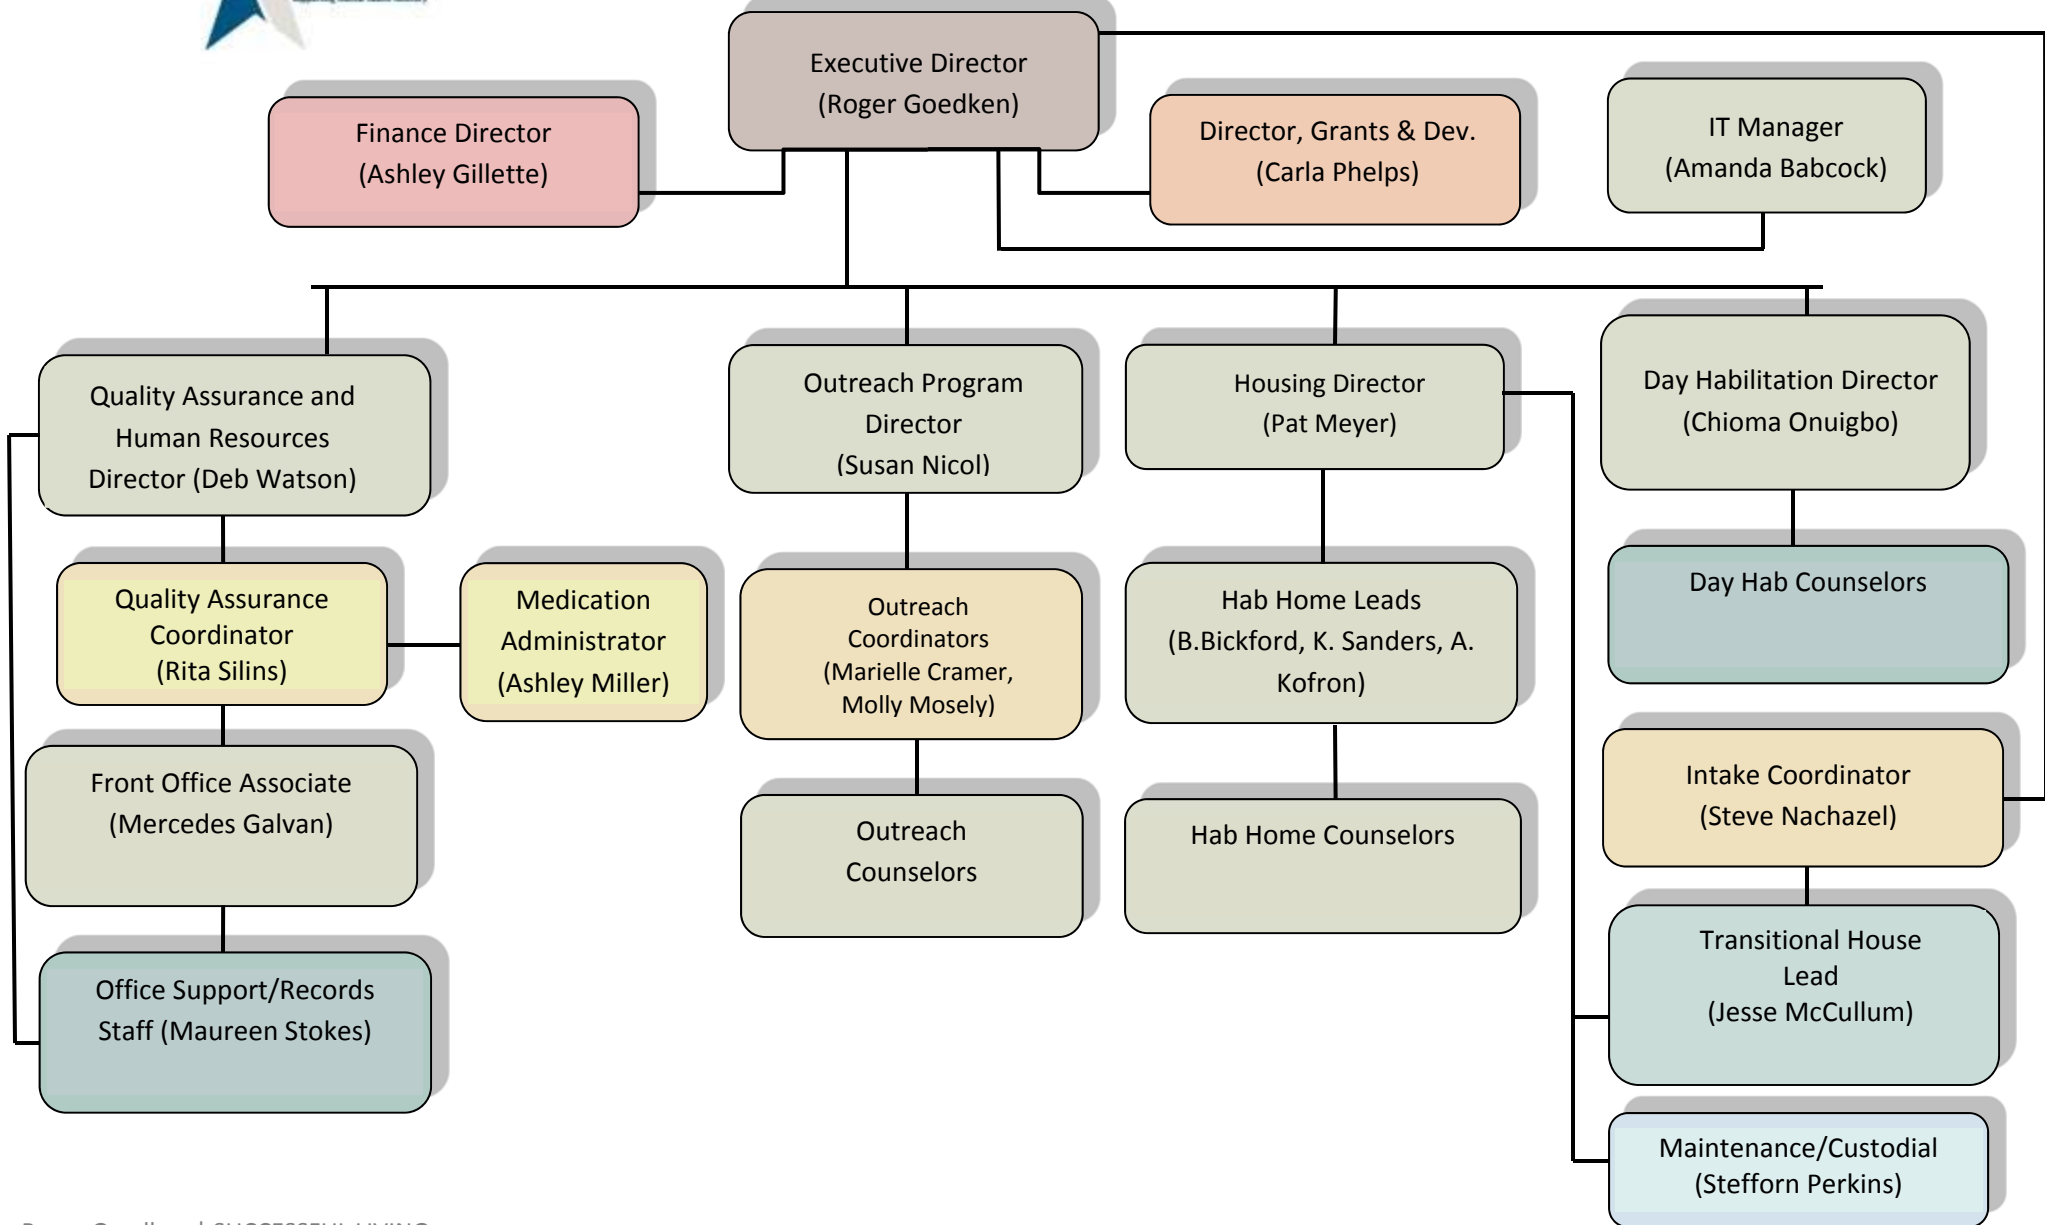 Executive Director
(Roger Goedken)
Finance Director
(Ashley Gillette)
Director, Grants & Dev.
(Carla Phelps)
IT Manager
(Amanda Babcock)
Quality Assurance and
Human Resources
Director (Deb Watson)
Outreach Program
Director
(Susan Nicol)
Housing Director
(Pat Meyer)
Day Habilitation Director
(Chioma Onuigbo)
Quality Assurance
Coordinator
(Rita Silins)
Medication
Administrator
(Ashley Miller)
Outreach
Coordinators
(Marielle Cramer,
Molly Mosely)
Hab Home Leads
(B.Bickford, K. Sanders, A.
Kofron)
Day Hab Counselors
Front Office Associate
(Mercedes Galvan)
Outreach
Counselors
Hab Home Counselors
Intake Coordinator
(Steve Nachazel)
Office Support/Records
Staff (Maureen Stokes)
Transitional House
Lead
(Jesse McCullum)
Maintenance/Custodial
(Stefforn Perkins)